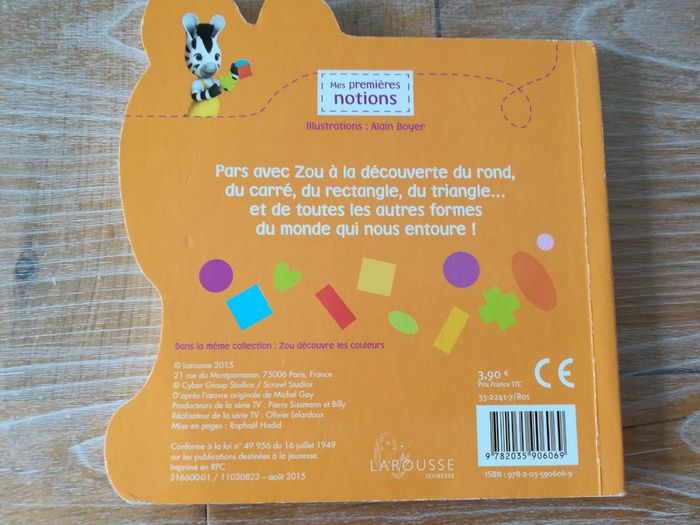 Mes premières
notions
Illustrations : Alain Boyer
Pars avec Zou à la découverte du rond,
du carré, du rectangle, du triangle...
et de toutes les autres formes
du monde qui nous entoure !
Dans la même collection : Zou découvre les couleurs
© Larousse 2015
21 rue du Montparnasse, 75006 Paris, France
© Cyber Group Studios / Scrawl Studios
D'après l'œuvre originale de Michel Gay
Producteurs de la série TV : Pierre Sissmann et Billy
Réalisateur de la série TV : Olivier Lelardoux
Mise en pages : Raphaël Hadid
Conforme à la loi n° 49 956 du 16 juillet 1949
sur les publications destinées à la jeunesse.
Imprimé en RPC
316600-01 / 11030823 – août 2015
LAROUSSE
JEUNESSE
3,90 €
Prix France TTC
CE
33-2241-7/R01
9 782035 906069
ISBN : 978-2-03-590606-9